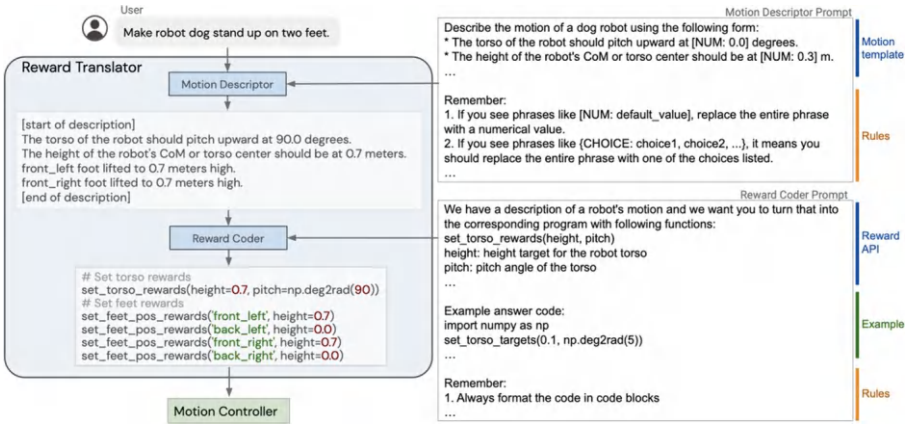 User
Make robot dog stand up on two feet.
Reward Translator
Motion Descriptor
[start of description]
The torso of the robot should pitch upward at 90.0 degrees.
The height of the robot's CoM or torso center should be at 0.7 meters.
front_left foot lifted to 0.7 meters high.
front_right foot lifted to 0.7 meters high.
[end of description]
Reward Coder
# Set torso rewards
set_torso_rewards(height=0.7, pitch=np.deg2rad(90))
# Set feet rewards
set_feet_pos_rewards('front_left', height=0.7)
set_feet_pos_rewards('back_left', height=0.0)
set_feet_pos_rewards('front_right', height=0.7)
set_feet_pos_rewards('back_right', height=0.0)
Motion Controller
Motion Descriptor Prompt
Describe the motion of a dog robot using the following form:
* The torso of the robot should pitch upward at [NUM: 0.0] degrees.
* The height of the robot's CoM or torso center should be at [NUM: 0.3] m.
...
Remember:
1. If you see phrases like [NUM: default_value], replace the entire phrase
with a numerical value.
2. If you see phrases like {CHOICE: choice1, choice2, ...}, it means you
should replace the entire phrase with one of the choices listed.
...
Motion
template
Rules
Reward Coder Prompt
We have a description of a robot's motion and we want you to turn that into
the corresponding program with following functions:
set_torso_rewards(height, pitch)
height: height target for the robot torso
pitch: pitch angle of the torso
...
Example answer code:
import numpy as np
set_torso_targets(0.1, np.deg2rad(5))
...
Remember:
1. Always format the code in code blocks
...
Reward
API
Example
Rules